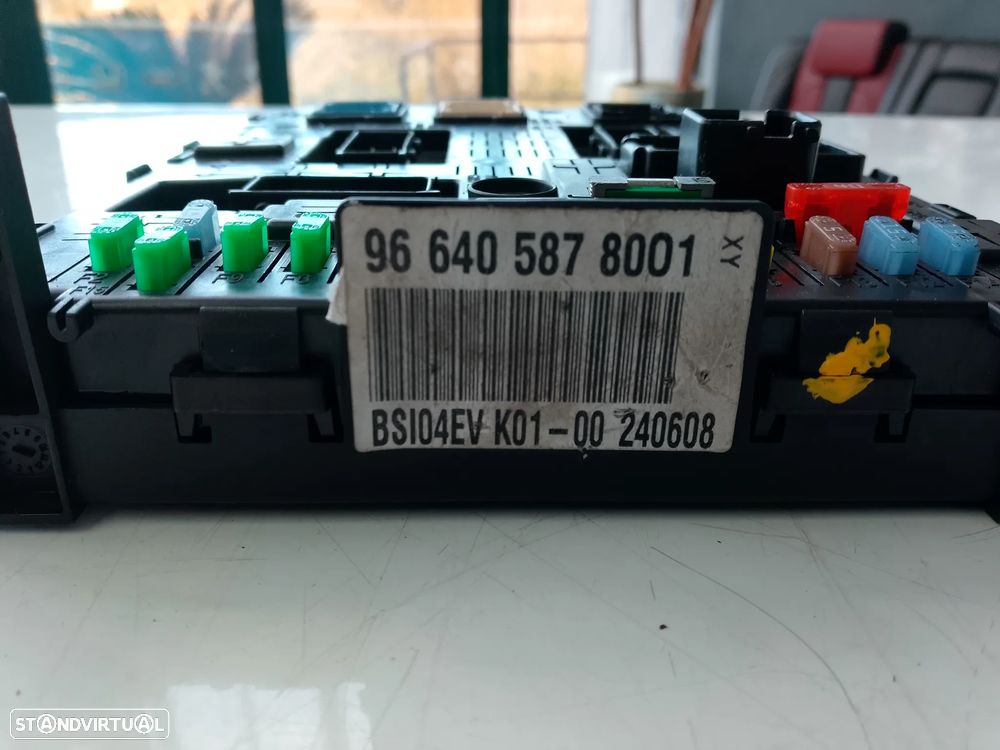 96 640 587 8001
XY
BSI04EV K01-00 240608
STANDVIRTUAL